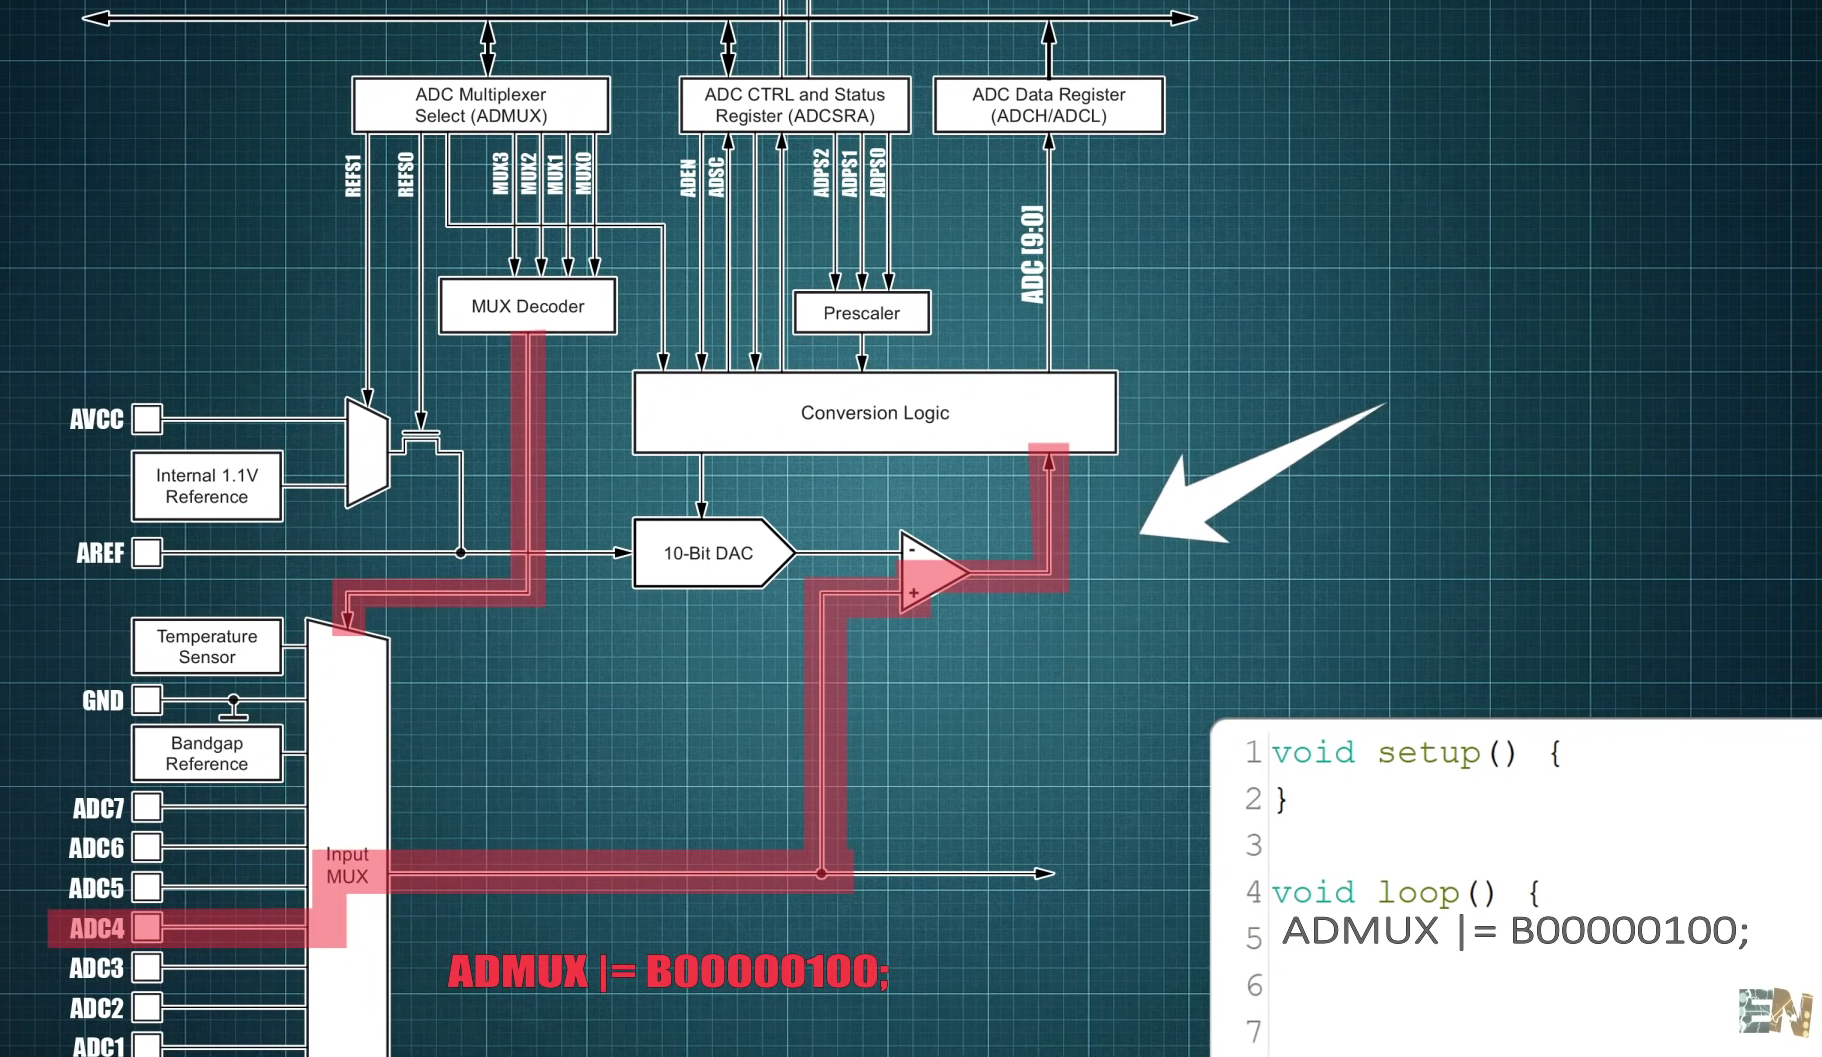 ADC Multiplexer
Select (ADMUX)
ADC CTRL and Status
Register (ADCSRA)
ADC Data Register
(ADCH/ADCL)
REFS1
REFS0
MUX3
MUX2
MUX1
MUX0
ADEN
ADSC
ADPS2
ADPS1
ADPS0
ADC [9:0]
MUX Decoder
Prescaler
Conversion Logic
AVCC
Internal 1.1V
Reference
AREF
10-Bit DAC
-
+
Temperature
Sensor
GND
Bandgap
Reference
ADC7
ADC6
ADC5
ADC4
ADC3
ADC2
ADC1
Input
MUX
ADMUX |= B00000100;
1 void setup() {
2 }
3
4 void loop() {
5 ADMUX |= B00000100;
6
7
EN